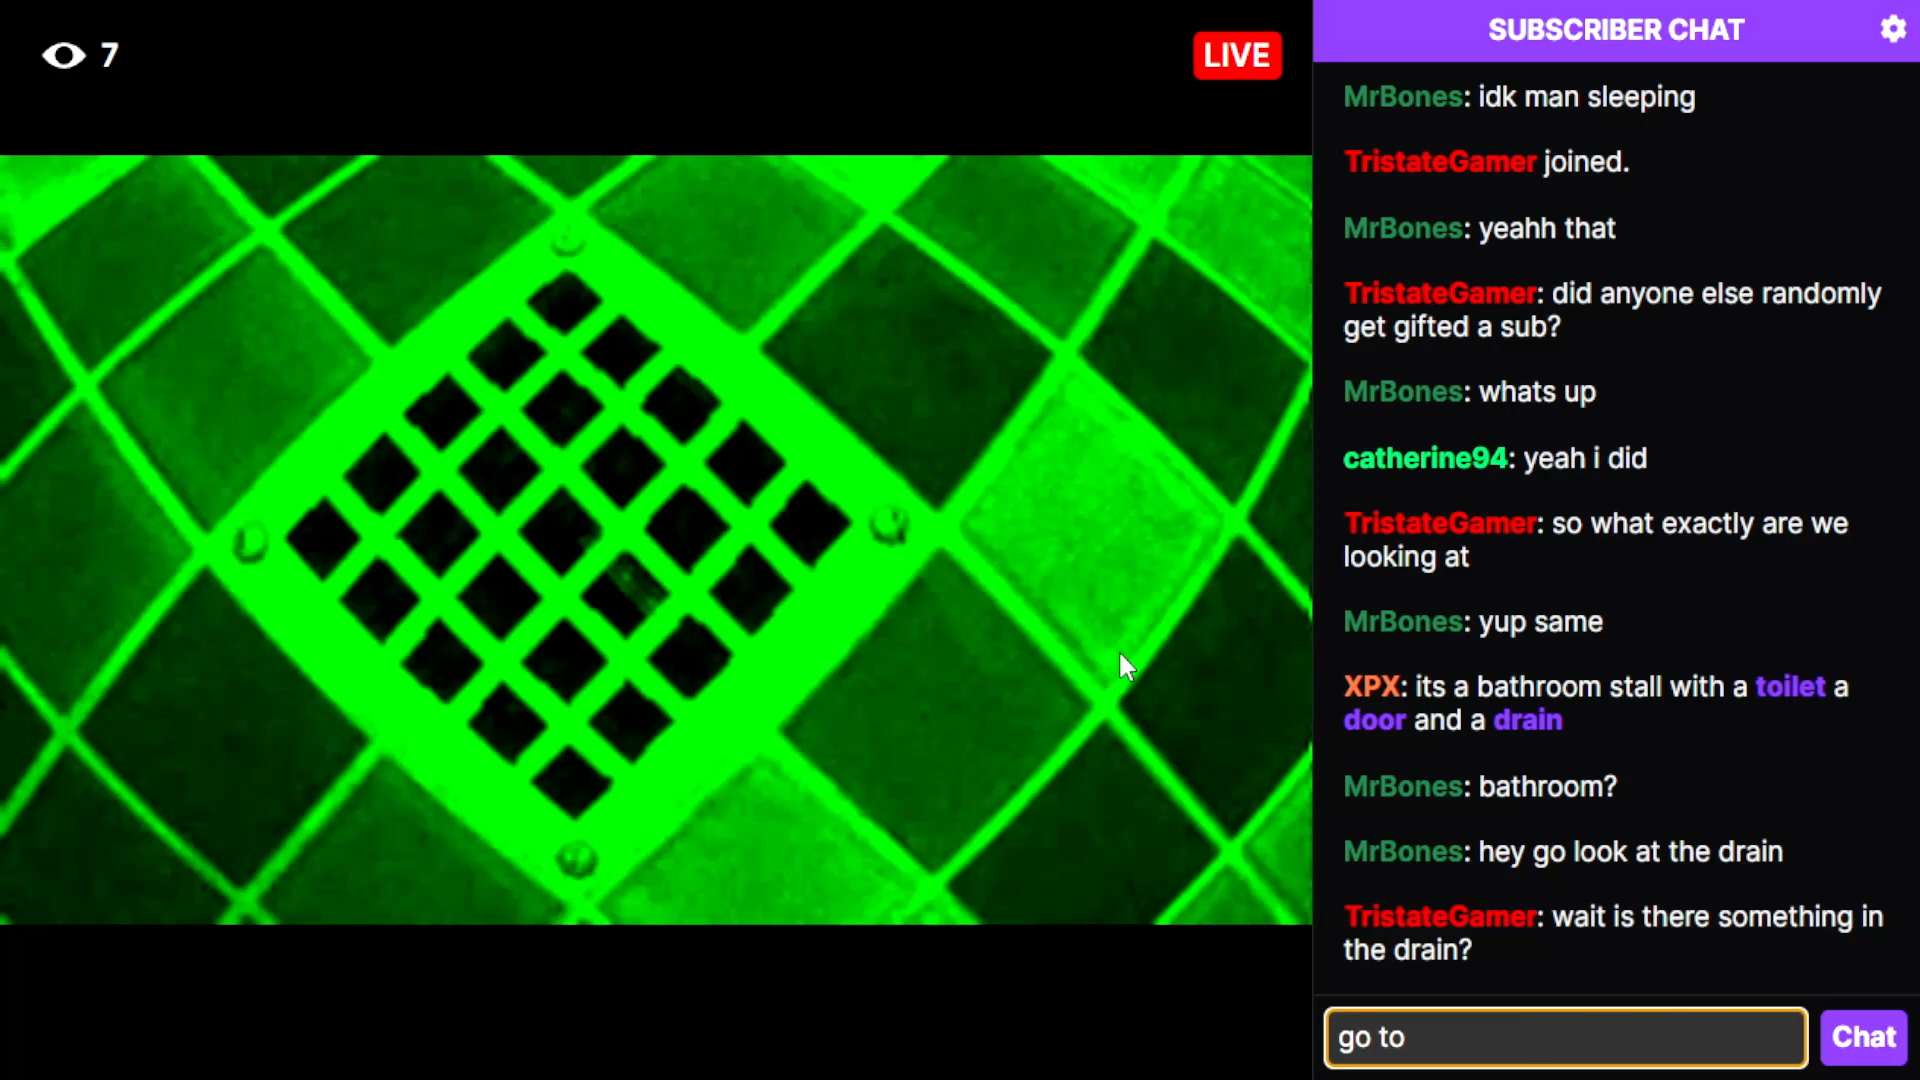 7
LIVE
SUBSCRIBER CHAT
MrBones: idk man sleeping
TristateGamer joined.
MrBones: yeahh that
TristateGamer: did anyone else randomly
get gifted a sub?
MrBones: whats up
catherine94: yeah i did
TristateGamer: so what exactly are we
looking at
MrBones: yup same
XPX: its a bathroom stall with a toilet a
door and a drain
MrBones: bathroom?
MrBones: hey go look at the drain
TristateGamer: wait is there something in
the drain?
go to
Chat